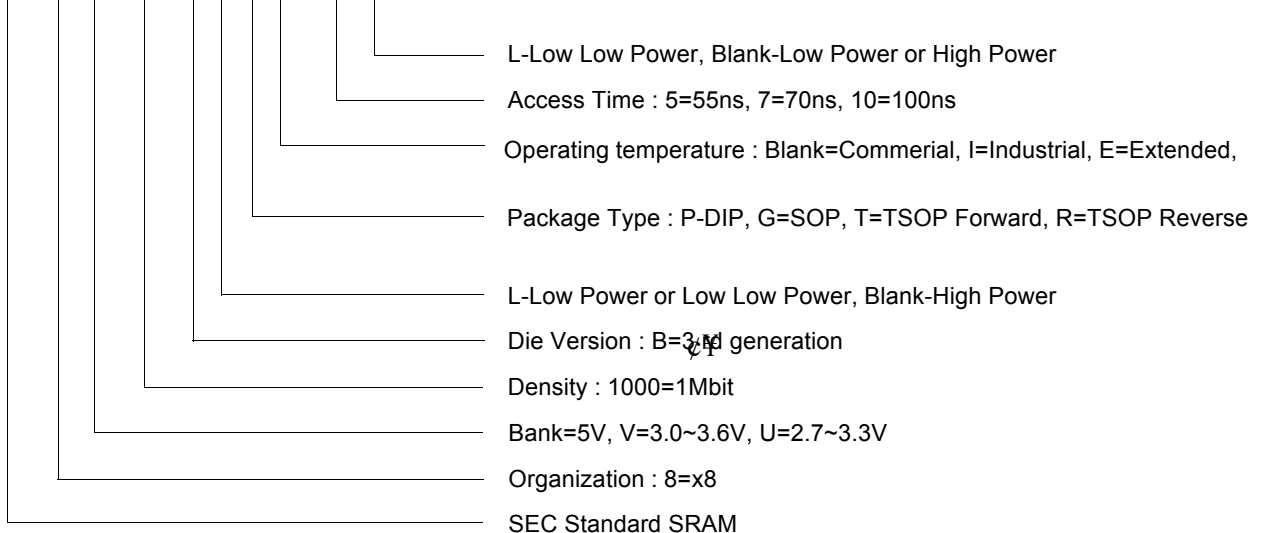 L-Low Low Power, Blank-Low Power or High Power
Access Time : 5=55ns, 7=70ns, 10=100ns
Operating temperature : Blank=Commerial, I=Industrial, E=Extended,
Package Type : P-DIP, G=SOP, T=TSOP Forward, R=TSOP Reverse
L-Low Power or Low Low Power, Blank-High Power
Die Version : B=3 rd generation
Density : 1000=1Mbit
Bank=5V, V=3.0~3.6V, U=2.7~3.3V
Organization : 8=x8
SEC Standard SRAM